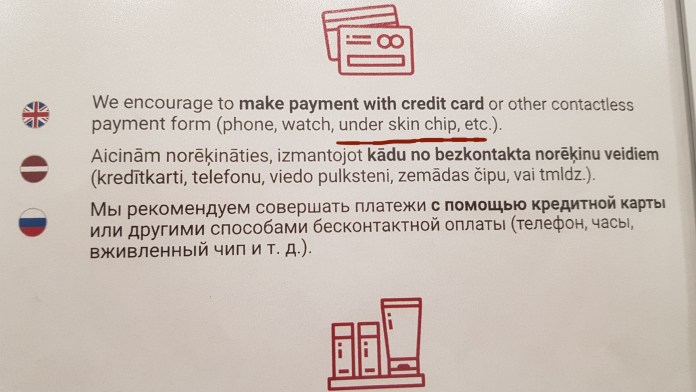 We encourage to make payment with credit card or other contactless
payment form (phone, watch, under skin chip, etc.).
Aicinām norēķināties, izmantojot kādu no bezkontakta norēķinu veidiem
(kredītkarti, telefonu, viedo pulksteni, zemādas čipu, vai tmldz.).
Мы рекомендуем совершать платежи с помощью кредитной карты
или другими способами бесконтактной оплаты (телефон, часы,
вживленный чип и т. д.).